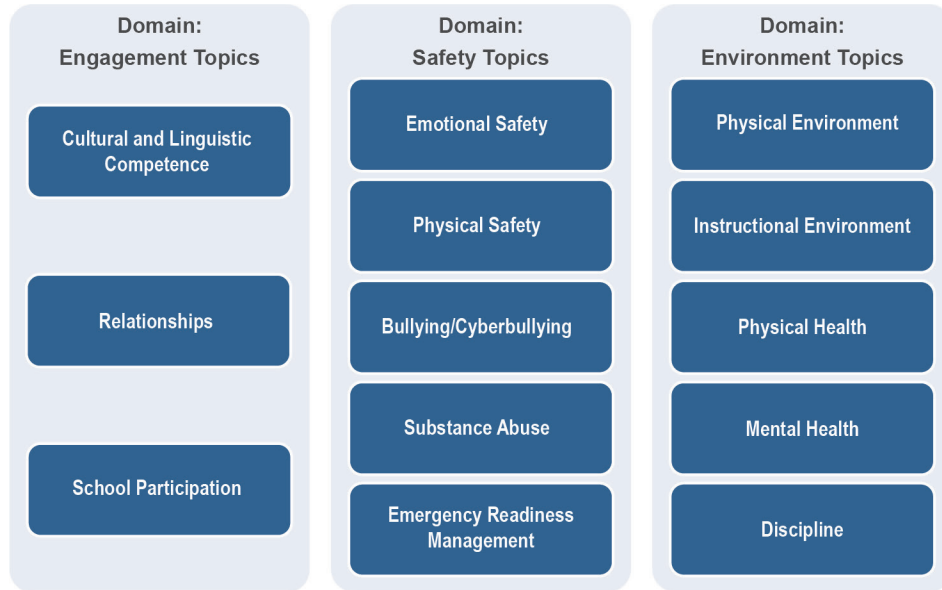 Domain:
Engagement Topics
Cultural and Linguistic
Competence
Relationships
School Participation
Domain:
Safety Topics
Emotional Safety
Physical Safety
Bullying/Cyberbullying
Substance Abuse
Emergency Readiness
Management
Domain:
Environment Topics
Physical Environment
Instructional Environment
Physical Health
Mental Health
Discipline